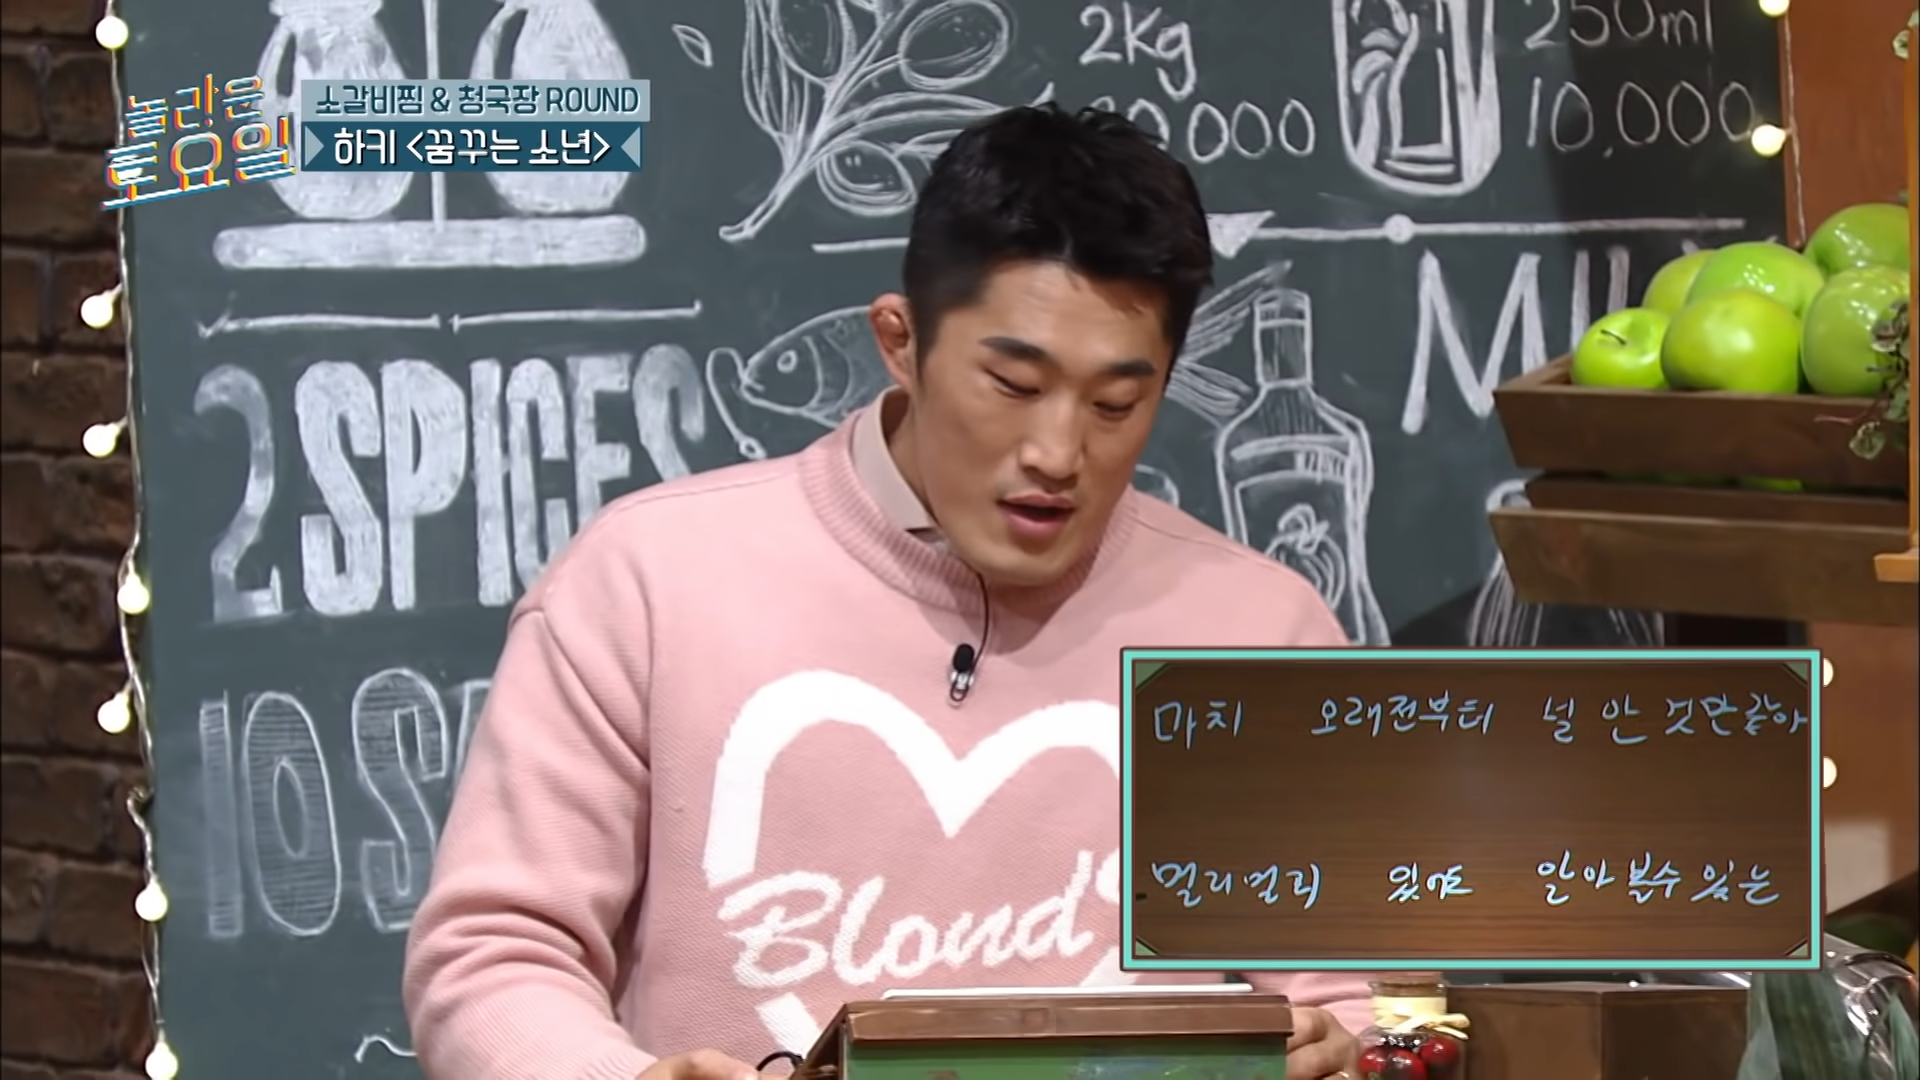 놀라운
토요일
소갈비찜 & 청국장 ROUND
하키 <꿈꾸는 소년>
2Kg
250ml
10,000
2 SPICES
10
Blond
마치 오래전부터 널 안 것만 같아
멀리멀리 있어도 알아볼수 있는